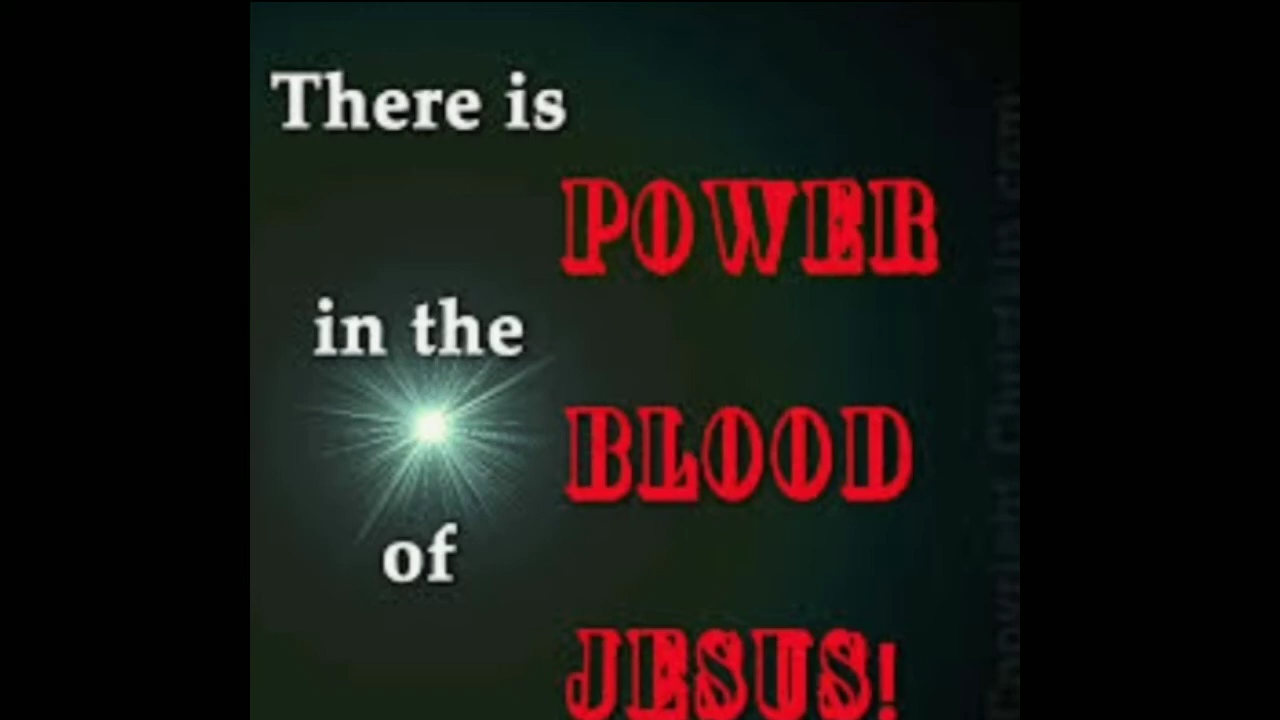 There is
POWER
in the
BLOOD
of
JESUS!